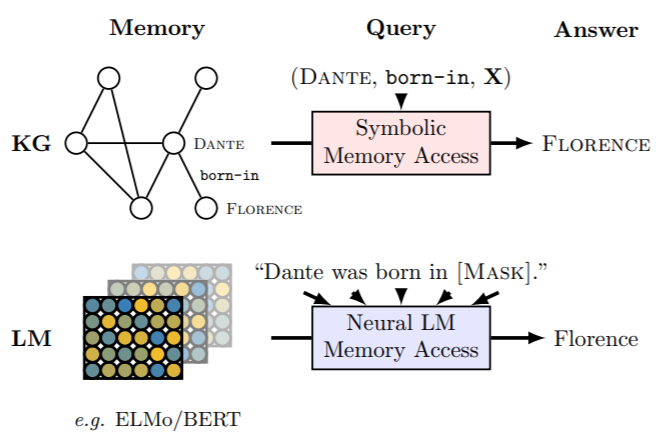 Memory Query Answer
(DANTE, born-in, X)
KG DANTE Symbolic Memory Access FLORENCE
born-in
FLORENCE
“Dante was born in [MASK].”
LM Neural LM Memory Access Florence
e.g. ELMo/BERT